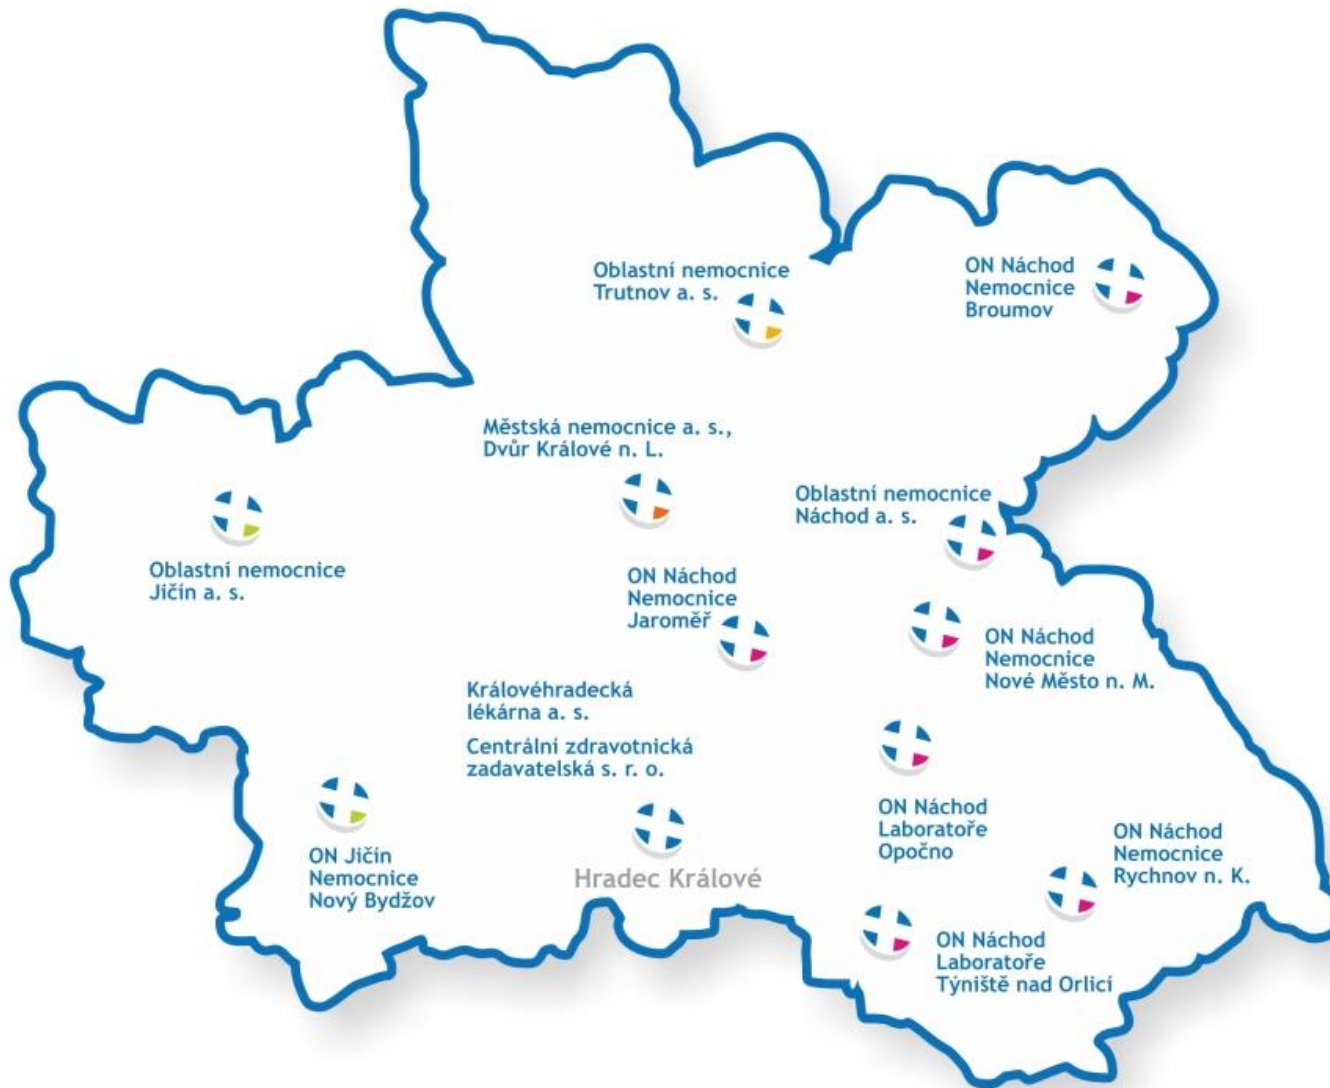 Oblastní nemocnice
Trutnov a. s.
ON Náchod
Nemocnice
Broumov
Městská nemocnice a. s.,
Dvůr Králové n. L.
Oblastní nemocnice
Náchod a. s.
Oblastní nemocnice
Jičín a. s.
ON Náchod
Nemocnice
Jaroměř
ON Náchod
Nemocnice
Nové Město n. M.
Královéhradecká
lékárna a. s.
Centrální zdravotnická
zadavatelská s. r. o.
Hradec Králové
ON Náchod
Laboratoře
Opočno
ON Náchod
Nemocnice
Rychnov n. K.
ON Jičín
Nemocnice
Nový Bydžov
ON Náchod
Laboratoře
Týniště nad Orlicí